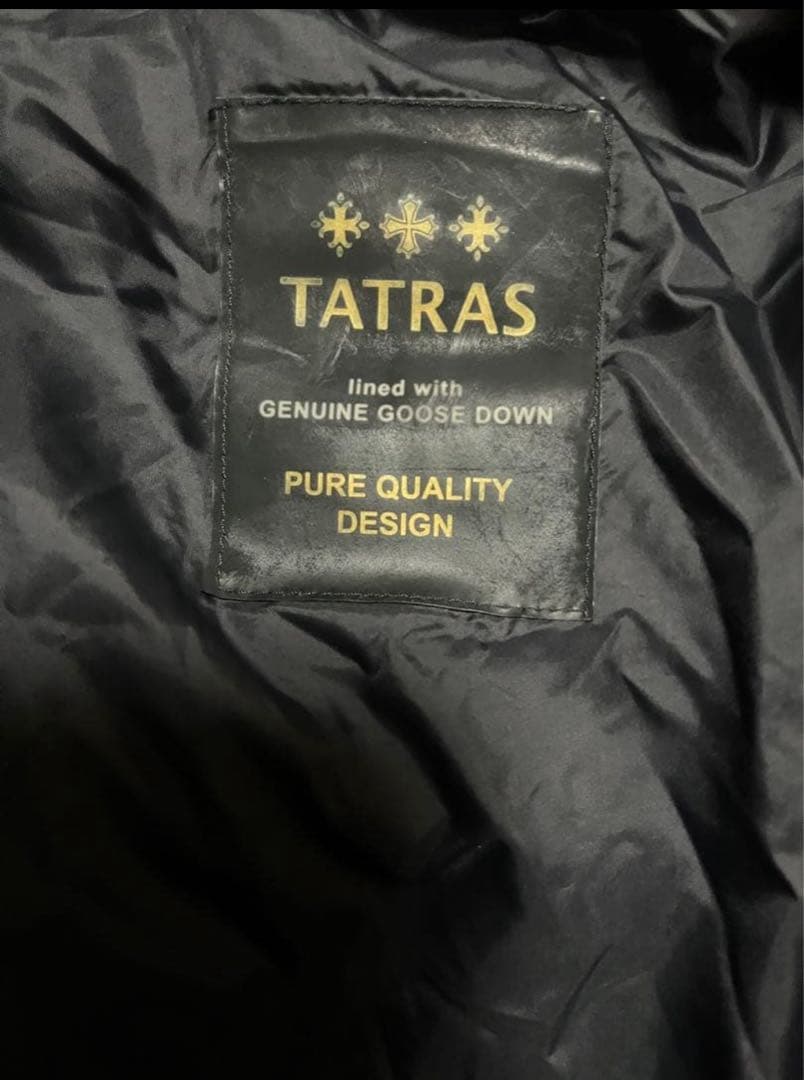 TATRAS
lined with
GENUINE GOOSE DOWN
PURE QUALITY
DESIGN